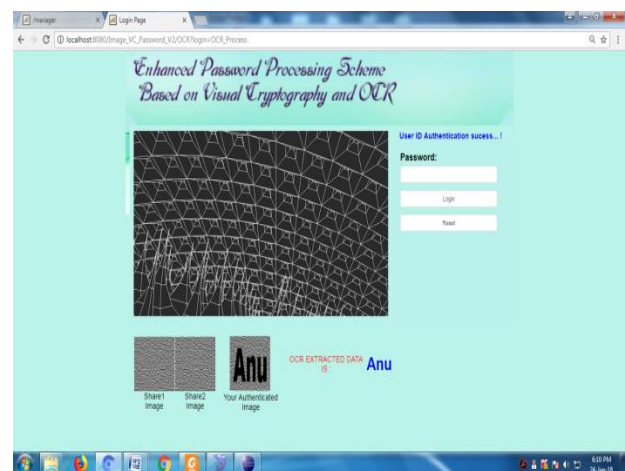 /manager
Login Page
localhost:8080/Image_VC_Password_V2/OCR?login=OCR_Process
Enhanced Password Processing Scheme
Based on Visual Cryptography and OCR
User ID Authentication sucess... !
Password:
Login
Reset
Anu
OCR EXTRACTED DATA
IS :
Anu
Share1
Image
Share2
Image
Your Authenticated
Image
6:10 PM